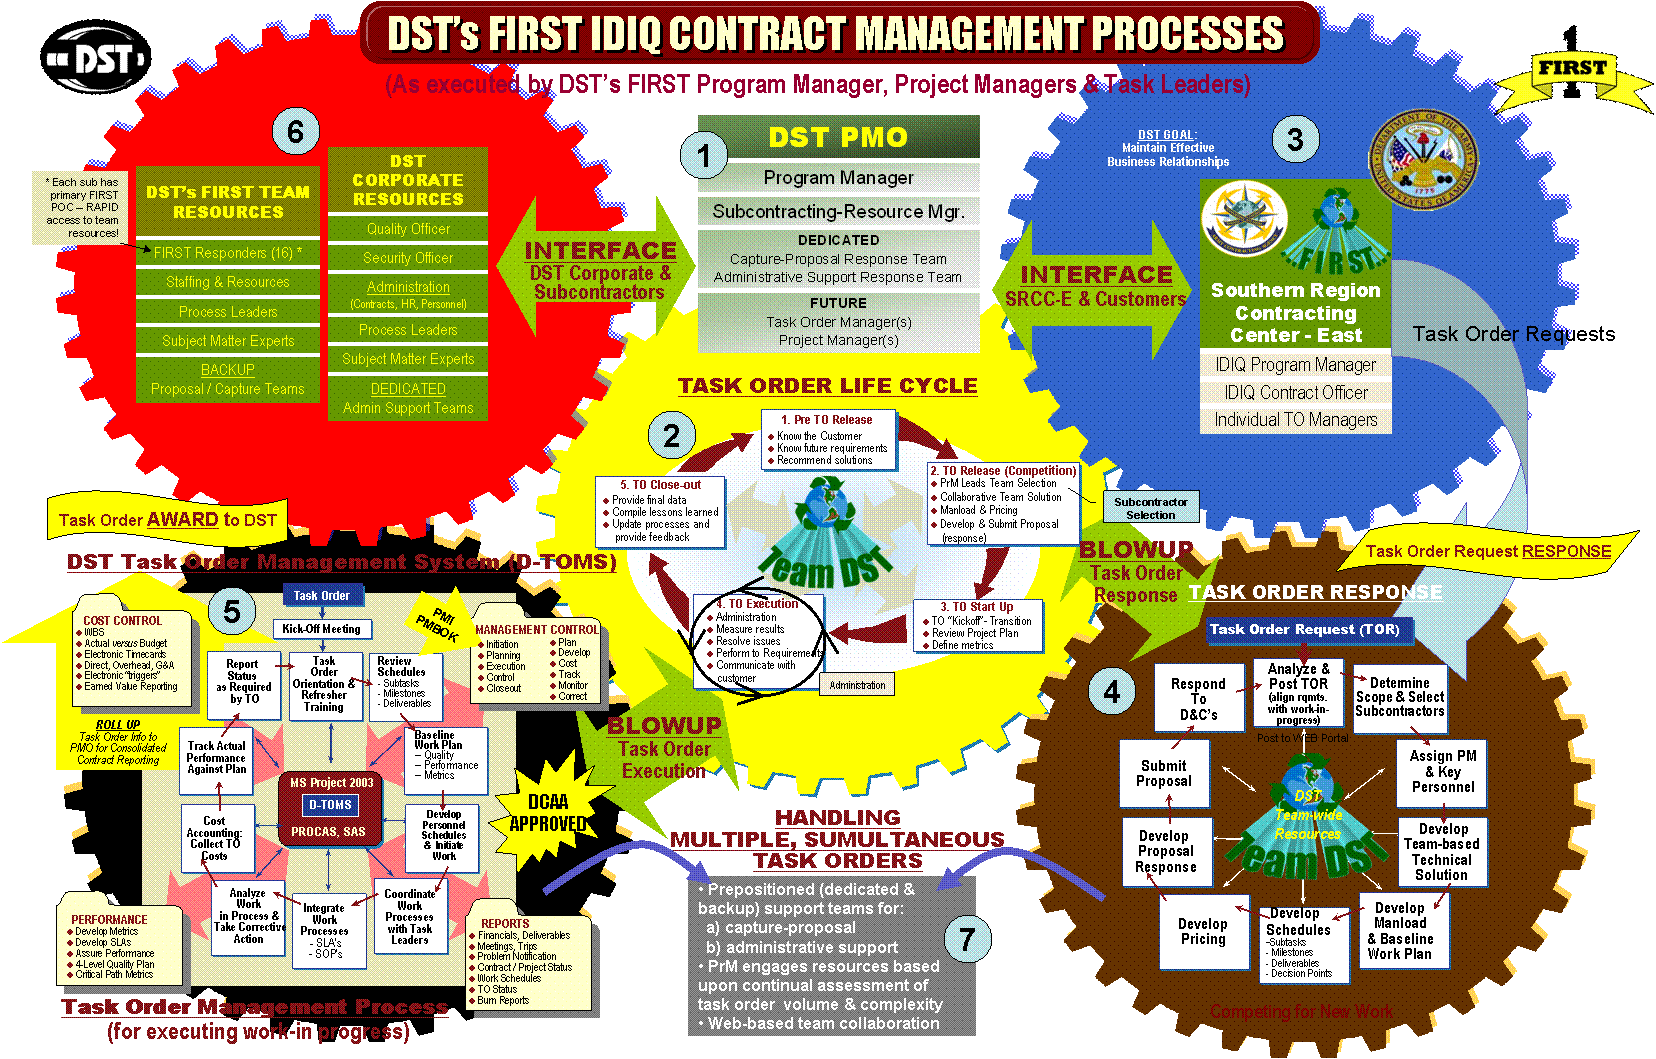 DST's FIRST IDIQ CONTRACT MANAGEMENT PROCESSES
(As executed by DST's FIRST Program Manager, Project Managers & Task Leaders)
DST
1
FIRST
6
DST's FIRST TEAM
RESOURCES
FIRST Responders (16) *
Staffing & Resources
Process Leaders
Subject Matter Experts
BACKUP
Proposal / Capture Teams
* Each sub has
primary FIRST
POC – RAPID
access to team
resources!
DST
CORPORATE
RESOURCES
Quality Officer
Security Officer
Administration
(Contracts, HR, Personnel)
Process Leaders
Subject Matter Experts
DEDICATED
Admin Support Teams
INTERFACE
DST Corporate &
Subcontractors
1
DST PMO
Program Manager
Subcontracting-Resource Mgr.
DEDICATED
Capture-Proposal Response Team
Administrative Support Response Team
FUTURE
Task Order Manager(s)
Project Manager(s)
INTERFACE
SRCC-E & Customers
DST GOAL:
Maintain Effective
Business Relationships
3
DEPARTMENT OF THE ARMY
UNITED STATES OF AMERICA
1775
...FIRST...
Southern Region
Contracting
Center - East
IDIQ Program Manager
IDIQ Contract Officer
Individual TO Managers
Task Order Requests
TASK ORDER LIFE CYCLE
2
1. Pre TO Release
Know the Customer
Know future requirements
Recommend solutions
2. TO Release (Competition)
PrM Leads Team Selection
Collaborative Team Solution
Manload & Pricing
Develop & Submit Proposal
(response)
Subcontractor
Selection
3. TO Start Up
TO "Kickoff"- Transition
Review Project Plan
Define metrics
4. TO Execution
Administration
Measure results
Resolve issues
Perform to Requirements
Communicate with
customer
Administration
5. TO Close-out
Provide final data
Compile lessons learned
Update processes and
provide feedback
Team DST
BLOWUP
Task Order
Response
BLOWUP
Task Order
Execution
Task Order AWARD to DST
DST Task Order Management System (D-TOMS)
5
Task Order
Kick-Off Meeting
PMI
PMBOK
COST CONTROL
WBS
Actual versus Budget
Electronic Timecards
Direct, Overhead, G&A
Electronic "triggers"
Earned Value Reporting
ROLL UP
Task Order Info to
PMO for Consolidated
Contract Reporting
MANAGEMENT CONTROL
Initiation
Planning
Execution
Control
Closeout
Plan
Develop
Cost
Track
Monitor
Correct
Report
Status
as Required
by TO
Task
Order
Orientation &
Refresher
Training
Review
Schedules
- Subtasks
- Milestones
- Deliverables
Baseline
Work Plan
– Quality
– Performance
– Metrics
Develop
Personnel
Schedules
& Initiate
Work
Coordinate
Work
Processes
with Task
Leaders
Integrate
Work
Processes
- SLA's
- SOP's
Analyze
Work
in Process &
Take Corrective
Action
Cost
Accounting:
Collect TO
Costs
Track Actual
Performance
Against Plan
MS Project 2003
D-TOMS
PROCAS, SAS
DCAA
APPROVED
PERFORMANCE
Develop Metrics
Develop SLAs
Assure Performance
4-Level Quality Plan
Critical Path Metrics
REPORTS
Financials, Deliverables
Meetings, Trips
Problem Notification
Contract / Project Status
Work Schedules
TO Status
Burn Reports
Task Order Management Process
(for executing work-in progress)
HANDLING
MULTIPLE, SUMULTANEOUS
TASK ORDERS
7
• Prepositioned (dedicated &
backup) support teams for:
a) capture-proposal
b) administrative support
• PrM engages resources based
upon continual assessment of
task order volume & complexity
• Web-based team collaboration
Task Order Request RESPONSE
TASK ORDER RESPONSE
4
Task Order Request (TOR)
Analyze &
Post TOR
(align rqmts.
with work-in-
progress)
Post to WEB Portal
Determine
Scope & Select
Subcontractors
Assign PM
& Key
Personnel
Develop
Team-based
Technical
Solution
Develop
Manload
& Baseline
Work Plan
Develop
Schedules
-Subtasks
- Milestones
- Deliverables
- Decision Points
Develop
Pricing
Develop
Proposal
Response
Submit
Proposal
Respond
To
D&C's
DST
Team-wide
Resources
Team DST
Competing for New Work